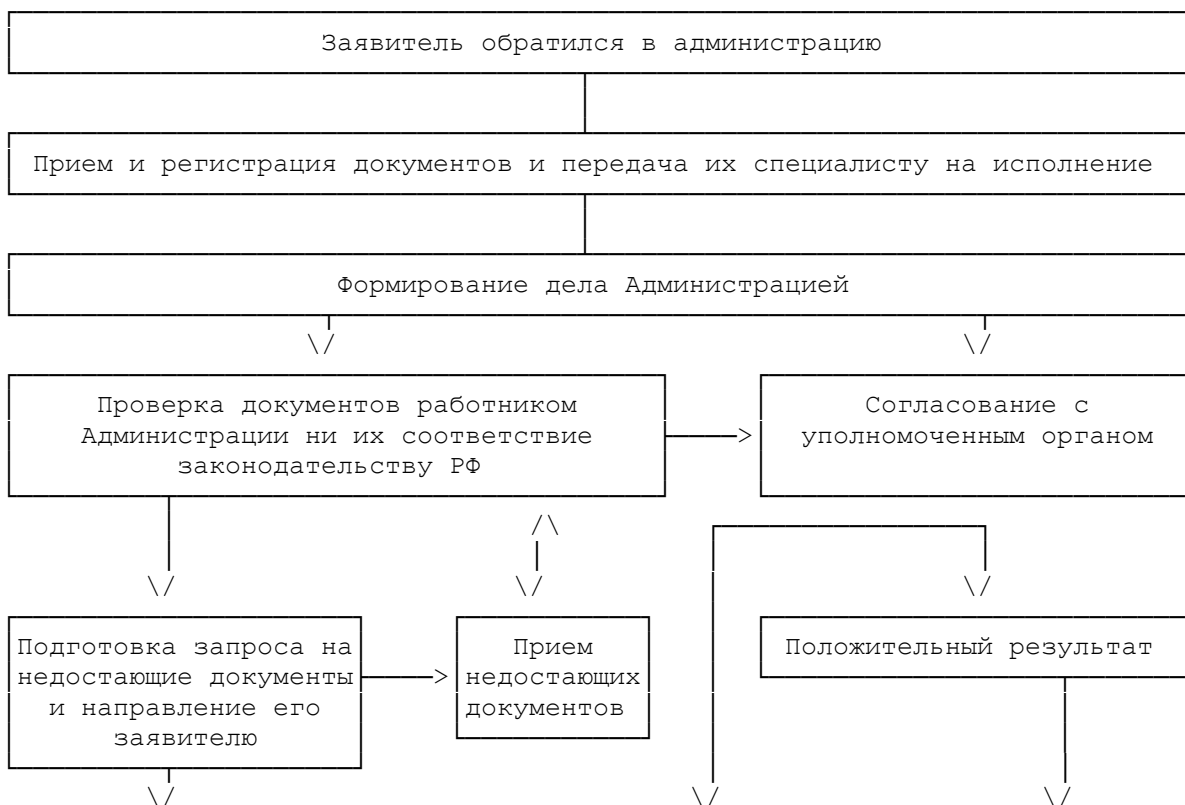 Заявитель обратился в администрацию
Прием и регистрация документов и передача их специалисту на исполнение
Формирование дела Администрацией
Проверка документов работником
Администрации ни их соответствие
законодательству РФ
Согласование с
уполномоченным органом
Подготовка запроса на
недостающие документы
и направление его
заявителю
Прием
недостающих
документов
Положительный результат